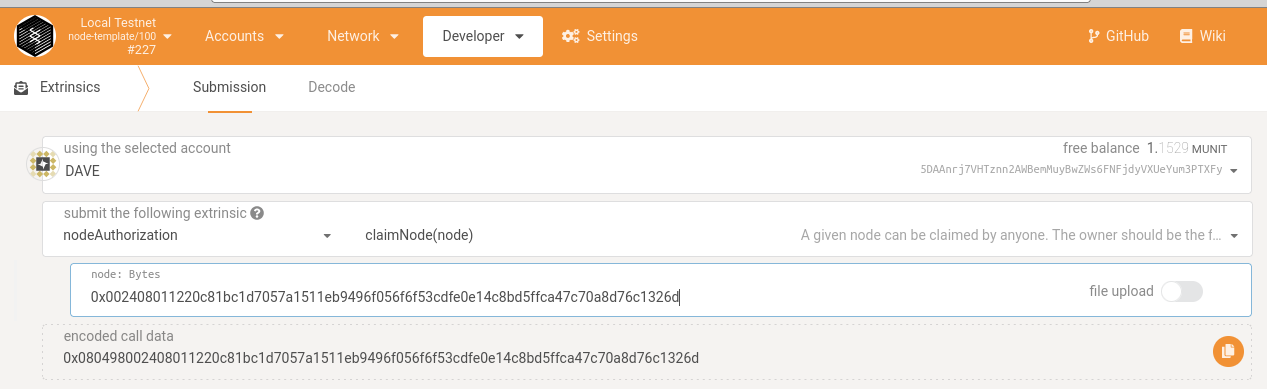 Local Testnet
node-template/100
#227
Accounts
Network
Developer
Settings
GitHub
Wiki
Extrinsics
Submission
Decode
using the selected account
free balance 1.1529 MUNIT
DAVE
5DAAnrj7VHTznn2AWBemMuyBwZWs6FNFjdyVXUeYum3PTXFy
submit the following extrinsic
nodeAuthorization
claimNode(node)
A given node can be claimed by anyone. The owner should be the f…
node: Bytes
0x002408011220c81bc1d7057a1511eb9496f056f6f53cdfe0e14c8bd5ffca47c70a8d76c1326d
file upload
encoded call data
0x080498002408011220c81bc1d7057a1511eb9496f056f6f53cdfe0e14c8bd5ffca47c70a8d76c1326d